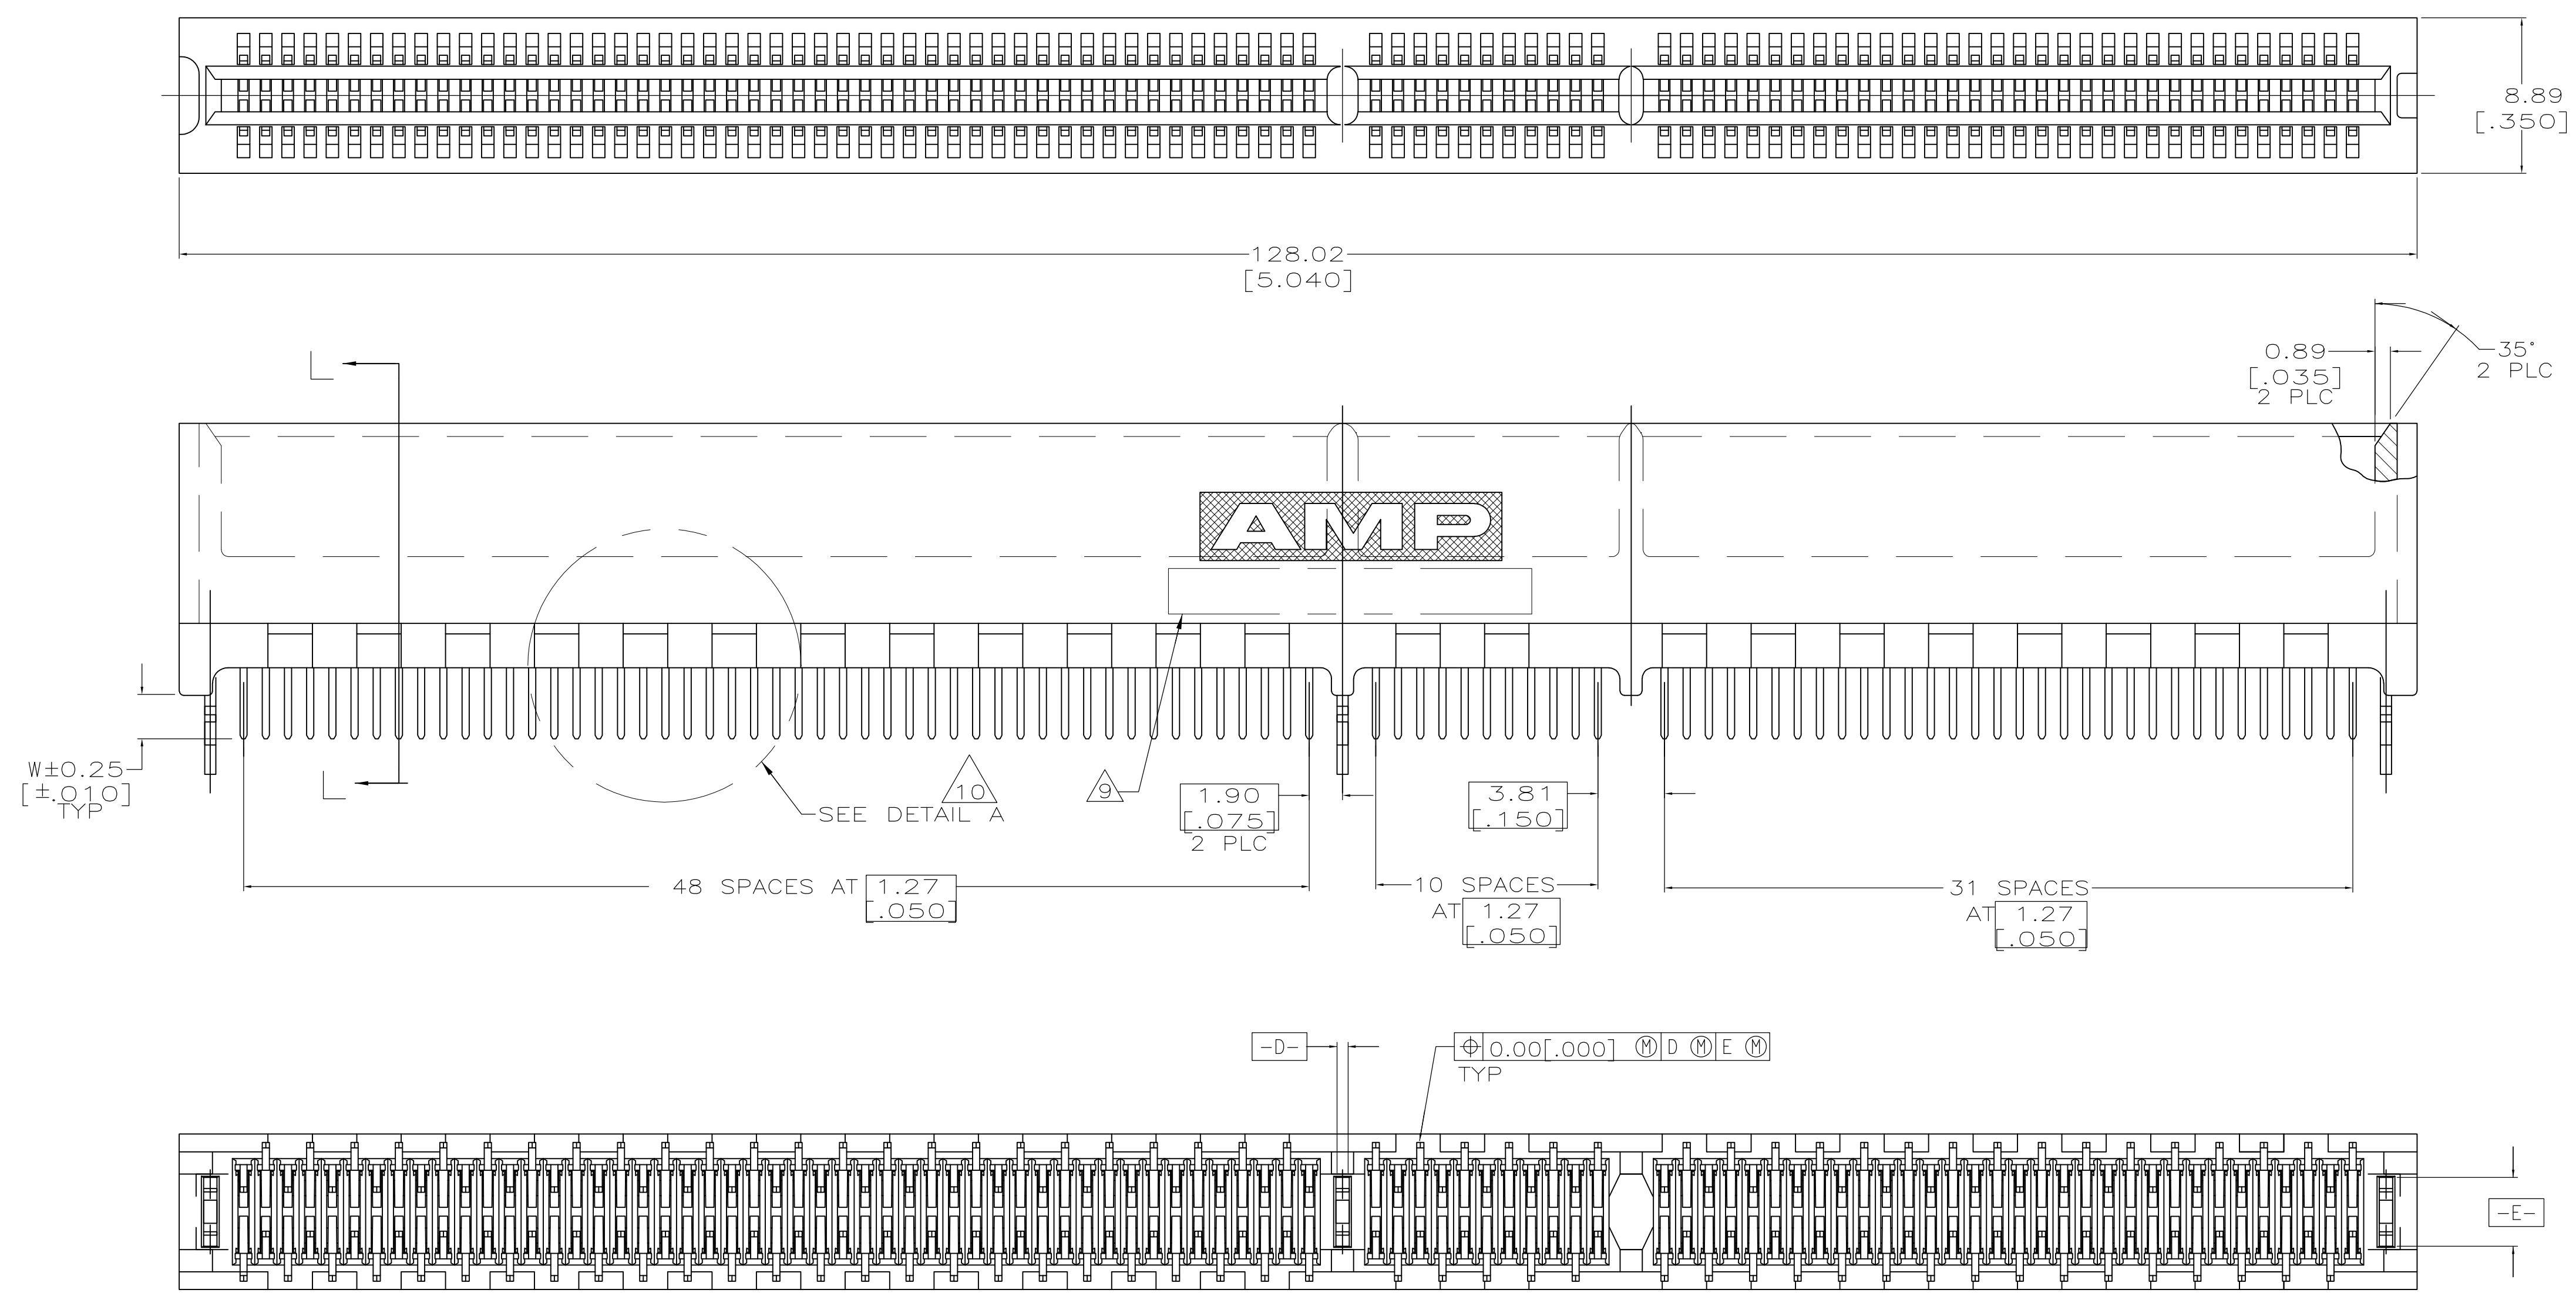 8.89
[.350]
128.02
[5.040]
0.89
[.035]
2 PLC
35°
2 PLC
L
AMP
W±0.25
[±.010]
TYP
L
SEE DETAIL A
10
9
1.90
[.075]
2 PLC
3.81
[.150]
48 SPACES AT 1.27
[.050]
10 SPACES
AT 1.27
[.050]
31 SPACES
AT 1.27
[.050]
-D-
⌖ 0.00[.000] Ⓜ D Ⓜ E Ⓜ
TYP
-E-